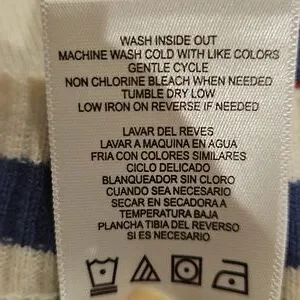 WASH INSIDE OUT
MACHINE WASH COLD WITH LIKE COLORS
GENTLE CYCLE
NON CHLORINE BLEACH WHEN NEEDED
TUMBLE DRY LOW
LOW IRON ON REVERSE IF NEEDED
LAVAR DEL REVES
LAVAR A MAQUINA EN AGUA
FRIA CON COLORES SIMILARES
CICLO DELICADO
BLANQUEADOR SIN CLORO
CUANDO SEA NECESARIO
SECAR EN SECADORA A
TEMPERATURA BAJA
PLANCHA TIBIA DEL REVERSO
SI ES NECESARIO